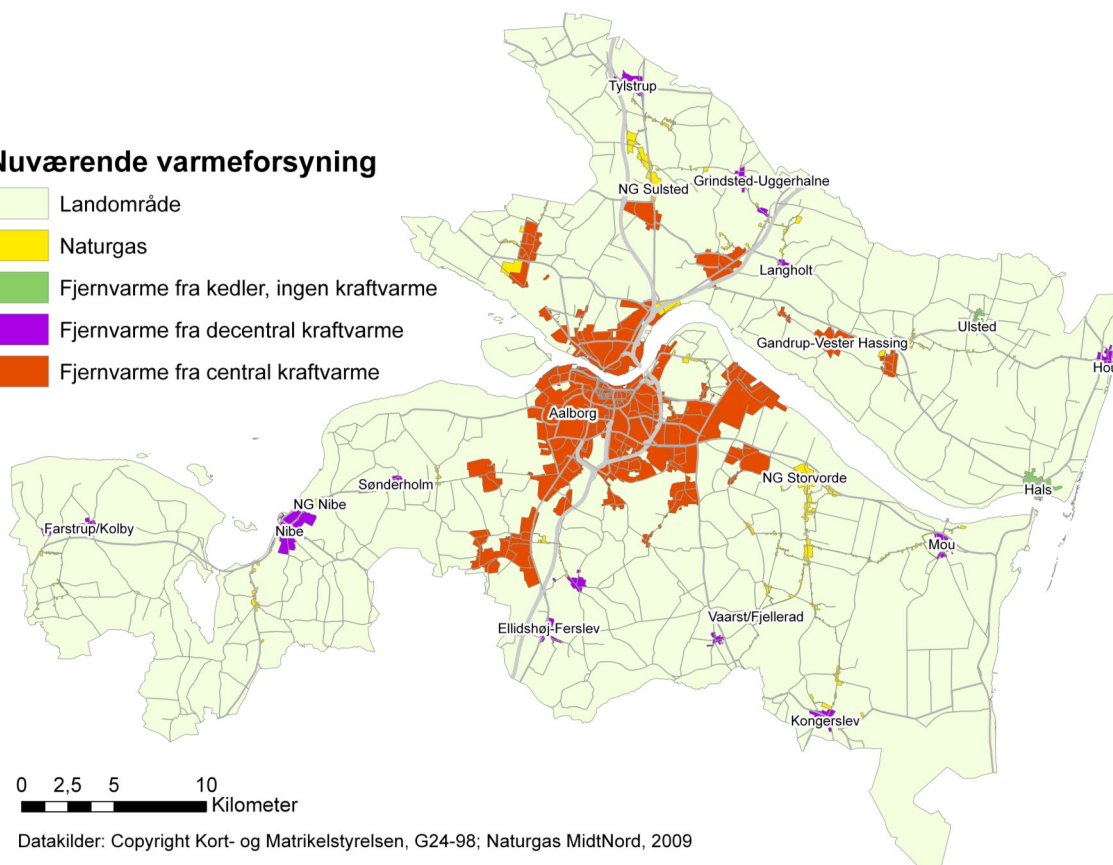 Nuværende varmeforsyning
Landområde
Naturgas
Fjernvarme fra kedler, ingen kraftvarme
Fjernvarme fra decentral kraftvarme
Fjernvarme fra central kraftvarme
Tylstrup
NG Sulsted
Grindsted-Uggerhalne
Langholt
Ulsted
Gandrup-Vester Hassing
Hou
Aalborg
NG Storvorde
Sønderholm
Hals
NG Nibe
Farstrup/Kolby
Nibe
Mou
Vaarst/Fjellerad
Ellidshøj-Ferslev
Kongerslev
0 2,5 5 10
Kilometer
Datakilder: Copyright Kort- og Matrikelstyrelsen, G24-98; Naturgas MidtNord, 2009